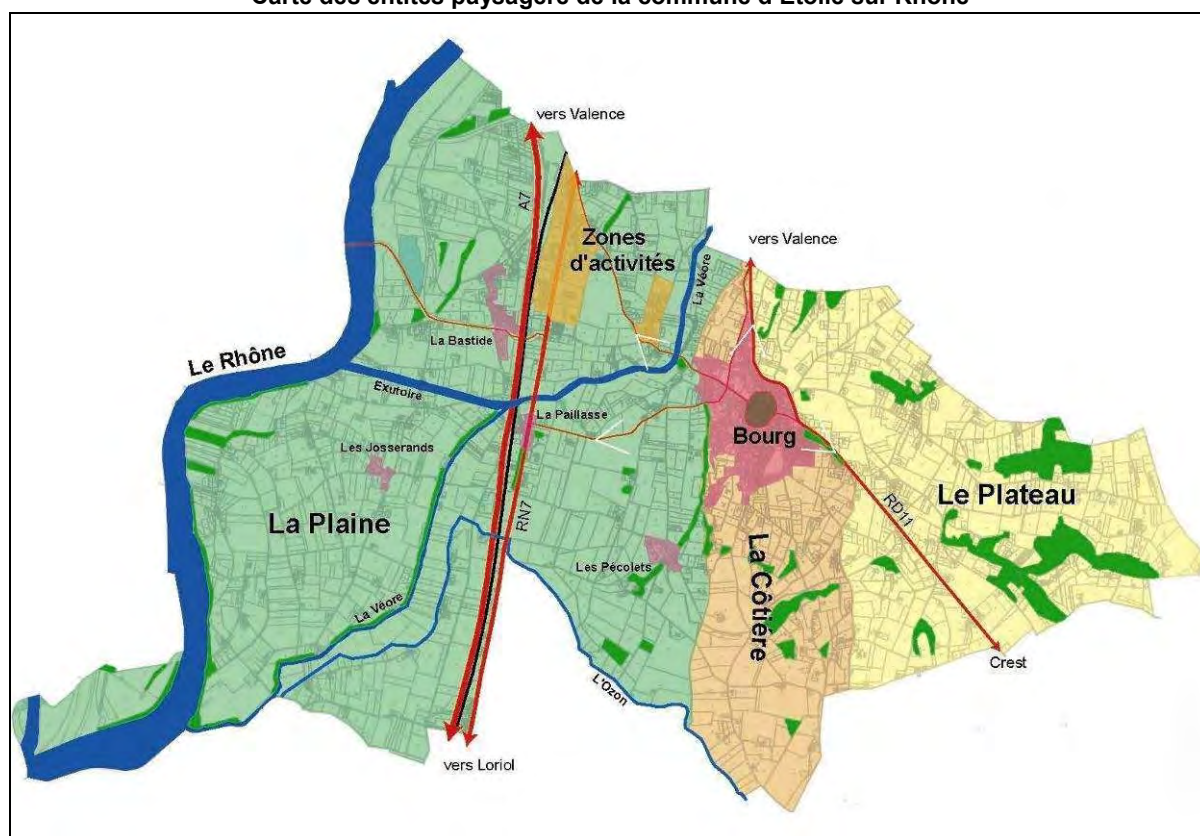 Carte des entités paysagère de la commune d'Etoile sur Rhône
vers Valence
A7
Zones
d'activités
vers Valence
La Véore
La Bastide
Le Rhône
Exutoire
La Paillasse
Les Josserands
Bourg
La Plaine
RN7
Le Plateau
RD11
Les Pécolets
La Côtière
La Véore
L'Ozon
Crest
vers Loriol